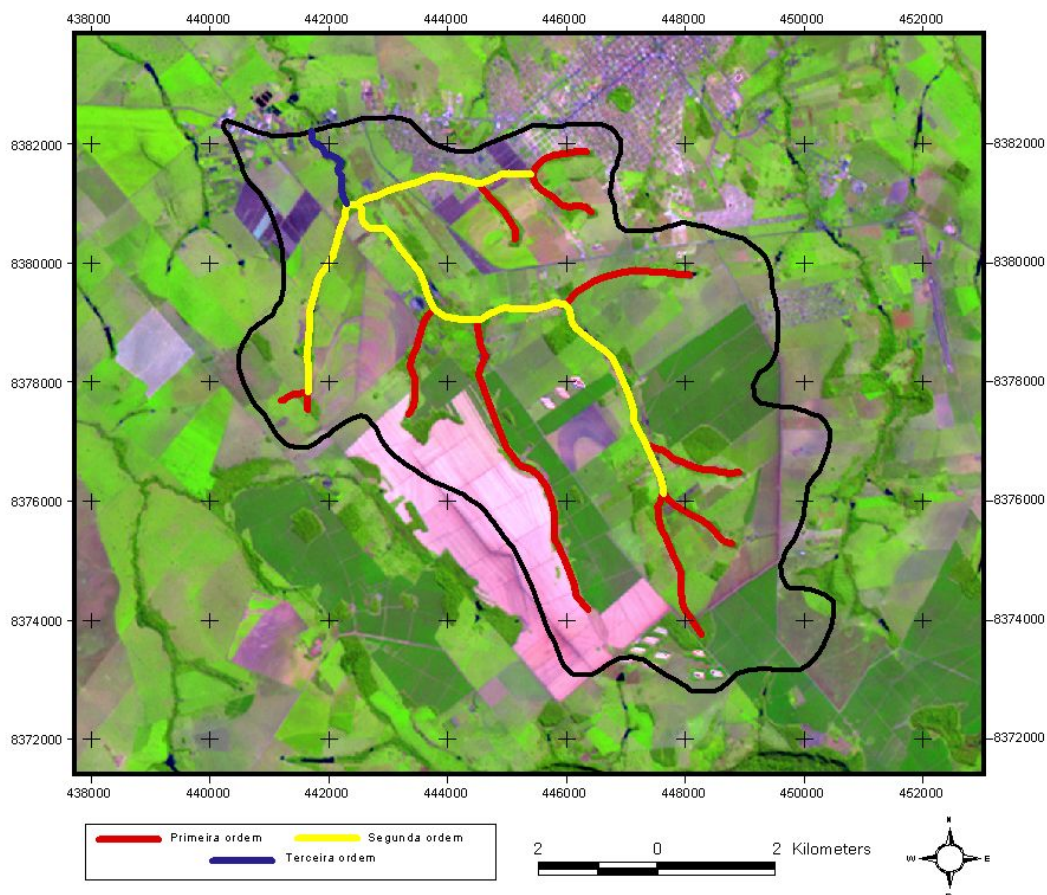 438000 440000 442000 444000 446000 448000 450000 452000
8382000 8382000
8380000 8380000
8378000 8378000
8376000 8376000
8374000 8374000
8372000 8372000
438000 440000 442000 444000 446000 448000 450000 452000
Primeira ordem Segunda ordem
Terceira ordem
2 0 2 Kilometers
N
W E